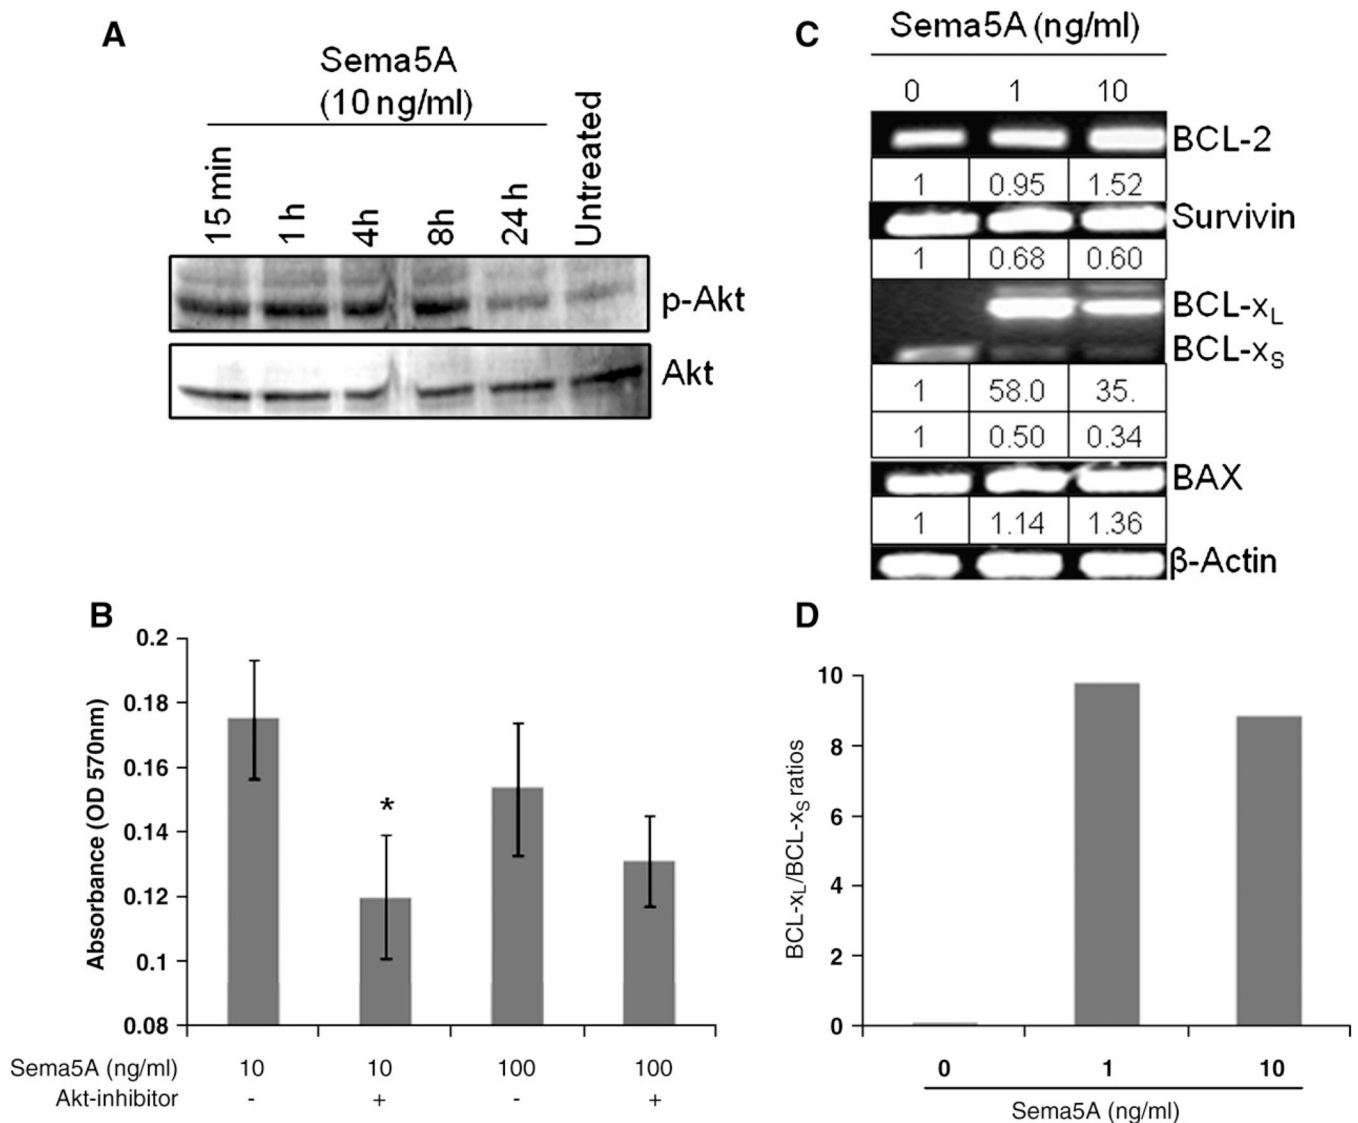 A
Sema5A
(10 ng/ml)
15 min
1 h
4h
8h
24 h
Untreated
p-Akt
Akt
C
Sema5A (ng/ml)
0 1 10
BCL-2
1 0.95 1.52
Survivin
1 0.68 0.60
BCL-xL
BCL-xS
1 58.0 35.
1 0.50 0.34
BAX
1 1.14 1.36
β-Actin
B
Absorbance (OD 570nm)
0.2
0.18
0.16
0.14
0.12
0.1
0.08
*
Sema5A (ng/ml) 10 10 100 100
Akt-inhibitor - + - +
D
BCL-xL/BCL-xS ratios
10
8
6
4
2
0
0 1 10
Sema5A (ng/ml)